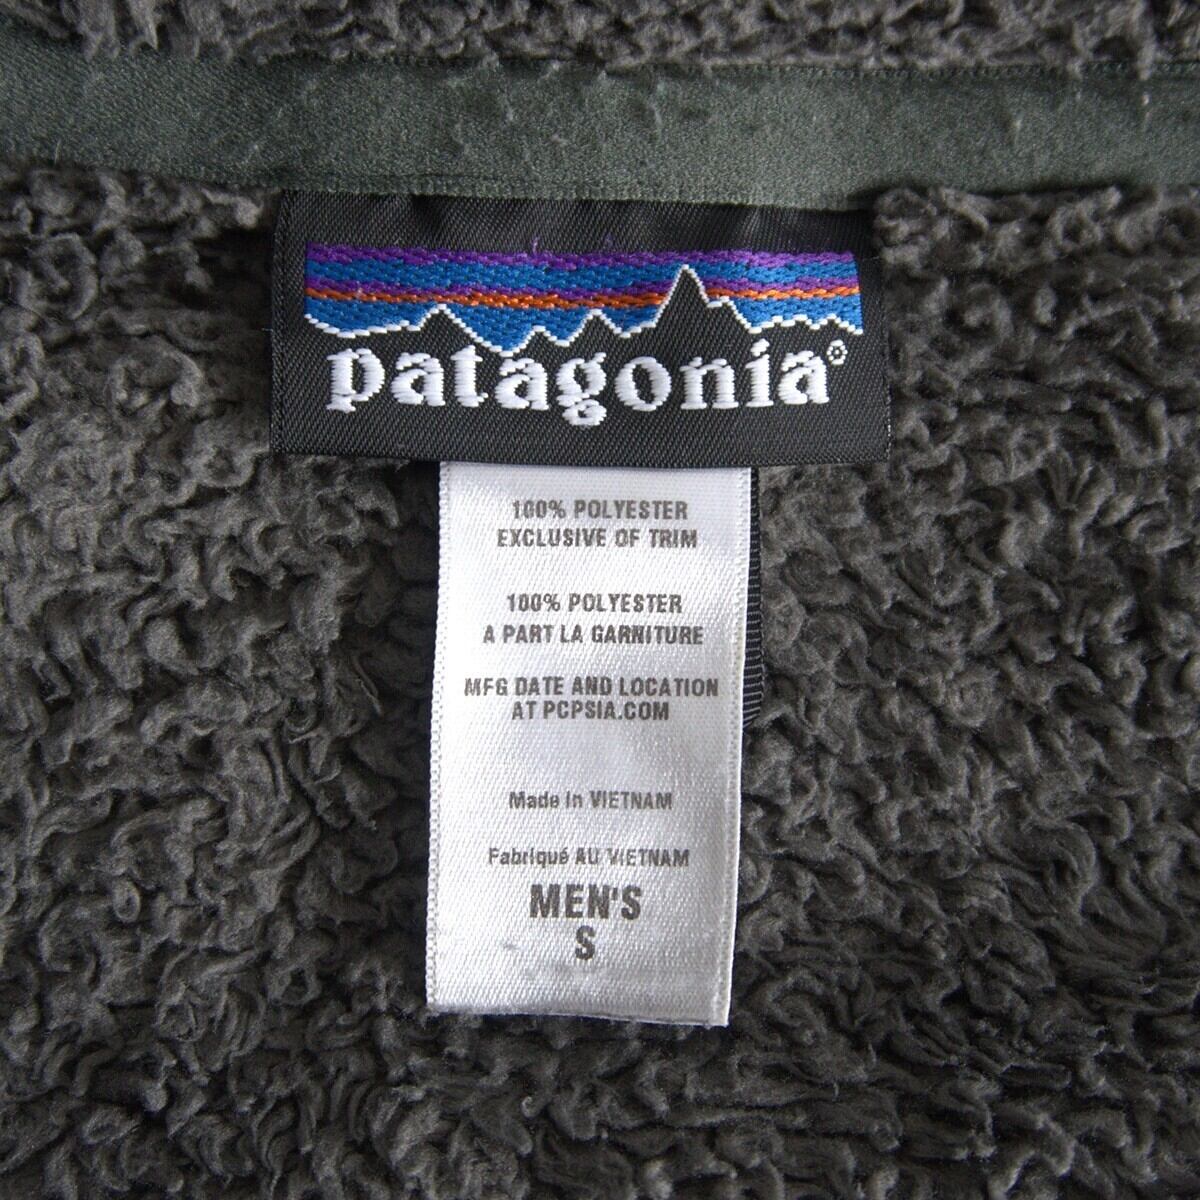 patagonia®
100% POLYESTER
EXCLUSIVE OF TRIM
100% POLYESTER
A PART LA GARNITURE
MFG DATE AND LOCATION
AT PCPSIA.COM
Made in VIETNAM
Fabriqué AU VIETNAM
MEN'S
S